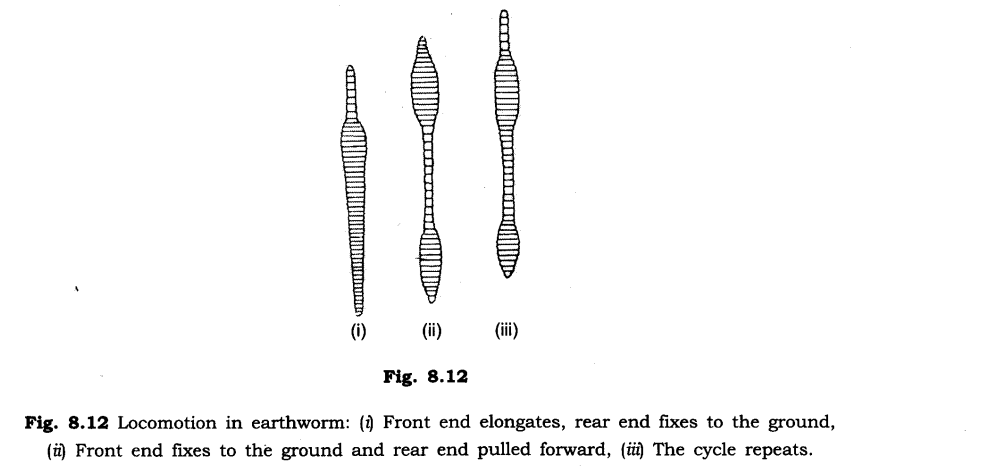 (i) (ii) (iii)
Fig. 8.12
Fig. 8.12 Locomotion in earthworm: (i) Front end elongates, rear end fixes to the ground,
(ii) Front end fixes to the ground and rear end pulled forward, (iii) The cycle repeats.